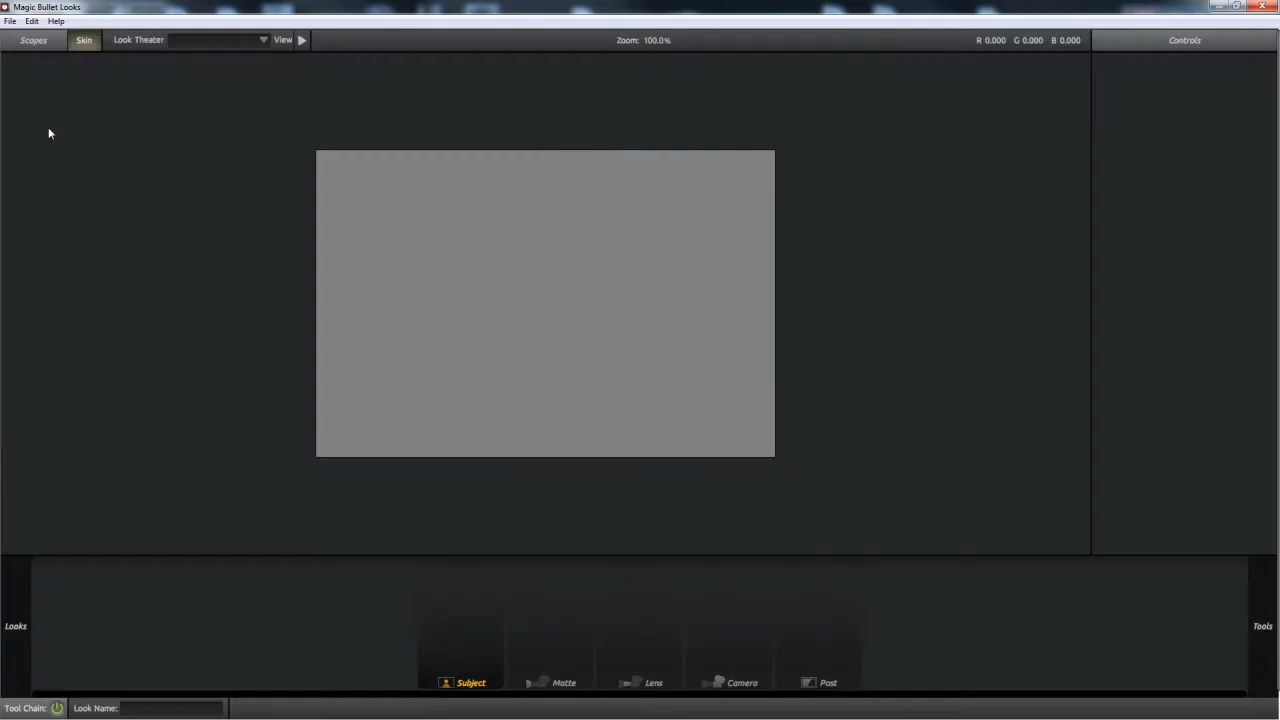 Magic Bullet Looks
File Edit Help
Scopes Skin Look Theater View Zoom: 100.0% R 0.000 G 0.000 B 0.000 Controls
Looks Tools
Subject Matte Lens Camera Post
Tool Chain: Look Name: